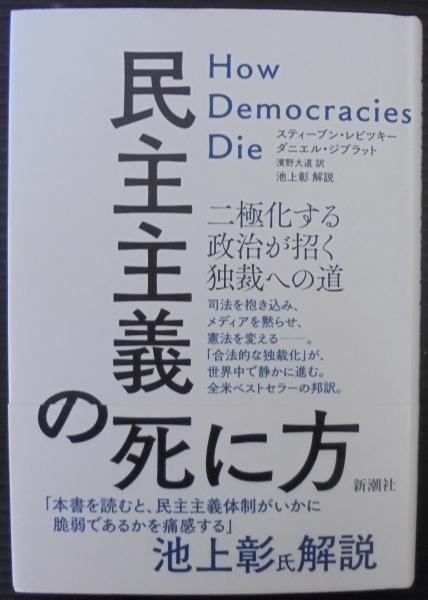 How
Democracies
Die
民主主義
の死に方
スティーブン・レビツキー
ダニエル・ジブラット
濱野大道 訳
池上彰 解説
二極化する
政治が招く
独裁への道
司法を抱き込み、
メディアを黙らせ、
憲法を変える――。
「合法的な独裁化」が、
世界中で静かに進む。
全米ベストセラーの邦訳。
新潮社
「本書を読むと、民主主義体制がいかに
脆弱であるかを痛感する」
池上彰氏解説